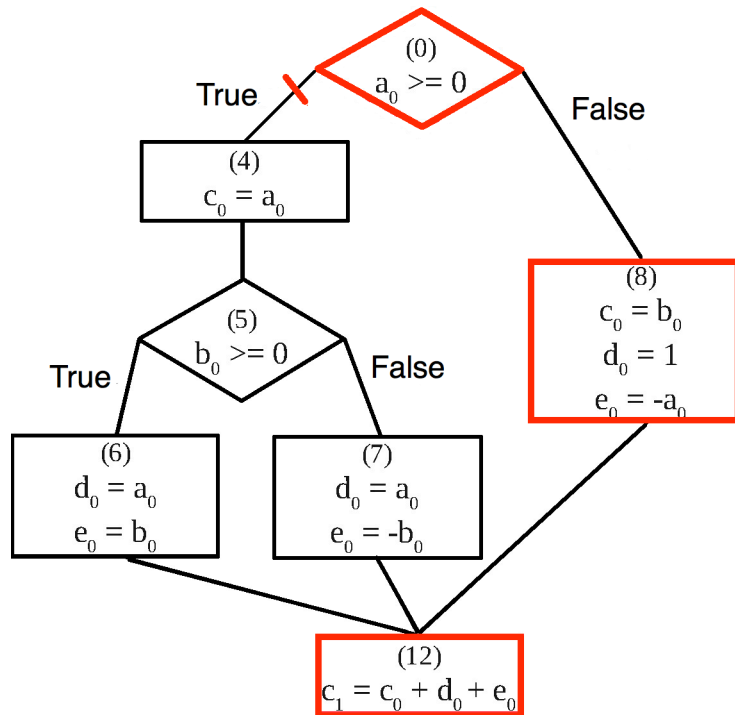 (0)
a₀ >= 0
True
False
(4)
c₀ = a₀
(5)
b₀ >= 0
True
False
(8)
c₀ = b₀
d₀ = 1
e₀ = -a₀
(6)
d₀ = a₀
e₀ = b₀
(7)
d₀ = a₀
e₀ = -b₀
(12)
c₁ = c₀ + d₀ + e₀